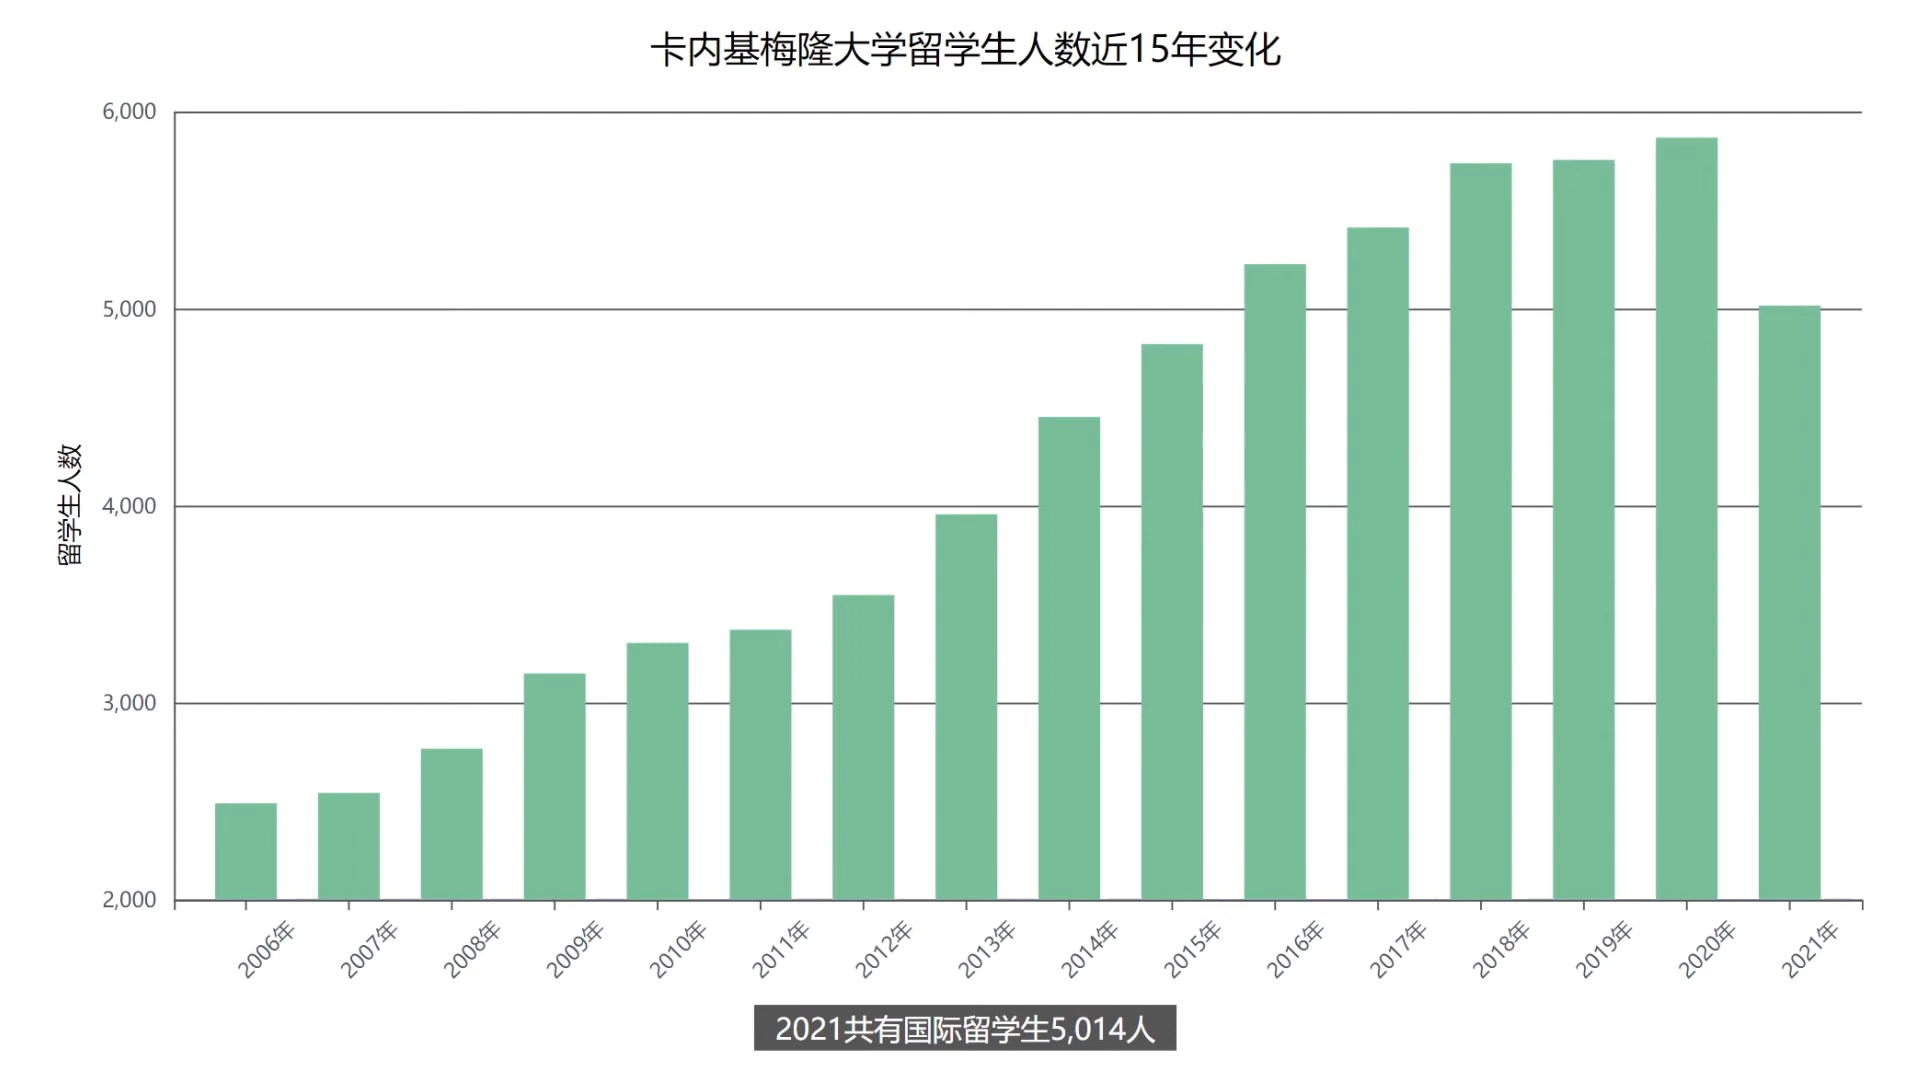 卡内基梅隆大学留学生人数近15年变化
6,000
5,000
4,000
3,000
2,000
留学生人数
2006年
2007年
2008年
2009年
2010年
2011年
2012年
2013年
2014年
2015年
2016年
2017年
2018年
2019年
2020年
2021年
2021共有国际留学生5,014人